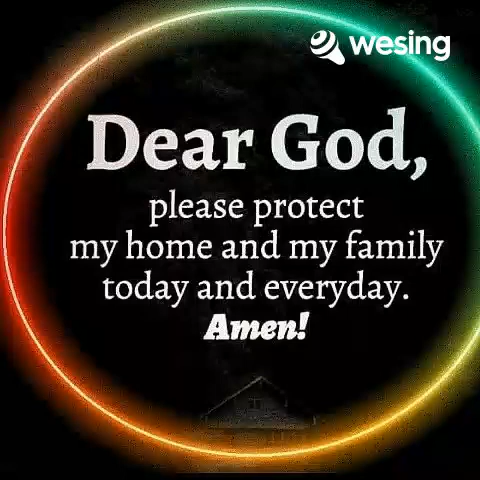 wesing
Dear God,
please protect
my home and my family
today and everyday.
Amen!